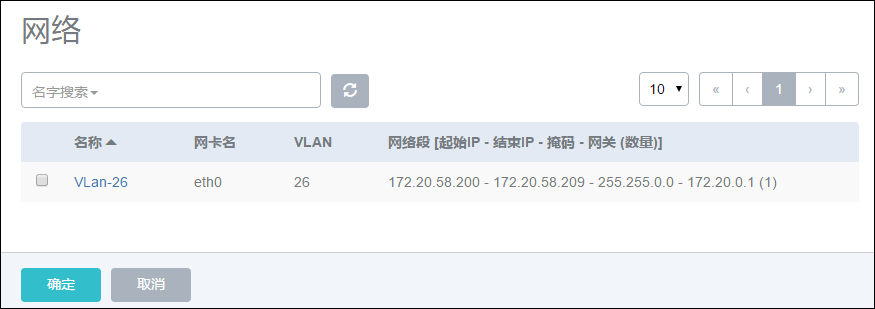 网络
名字搜索
10 « ‹ 1 › »
名称 网卡名 VLAN 网络段 [起始IP - 结束IP - 掩码 - 网关 (数量)]
VLan-26 eth0 26 172.20.58.200 - 172.20.58.209 - 255.255.0.0 - 172.20.0.1 (1)
确定 取消